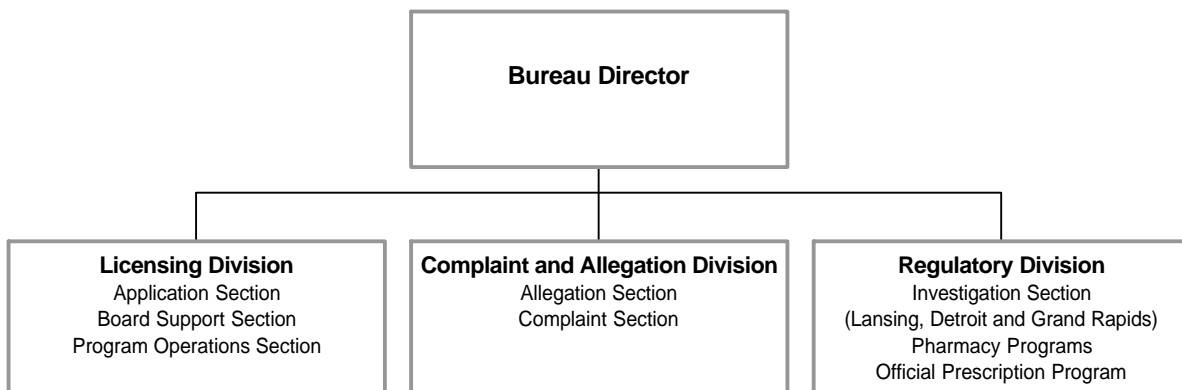 Bureau Director
Licensing Division
Application Section
Board Support Section
Program Operations Section
Complaint and Allegation Division
Allegation Section
Complaint Section
Regulatory Division
Investigation Section
(Lansing, Detroit and Grand Rapids)
Pharmacy Programs
Official Prescription Program